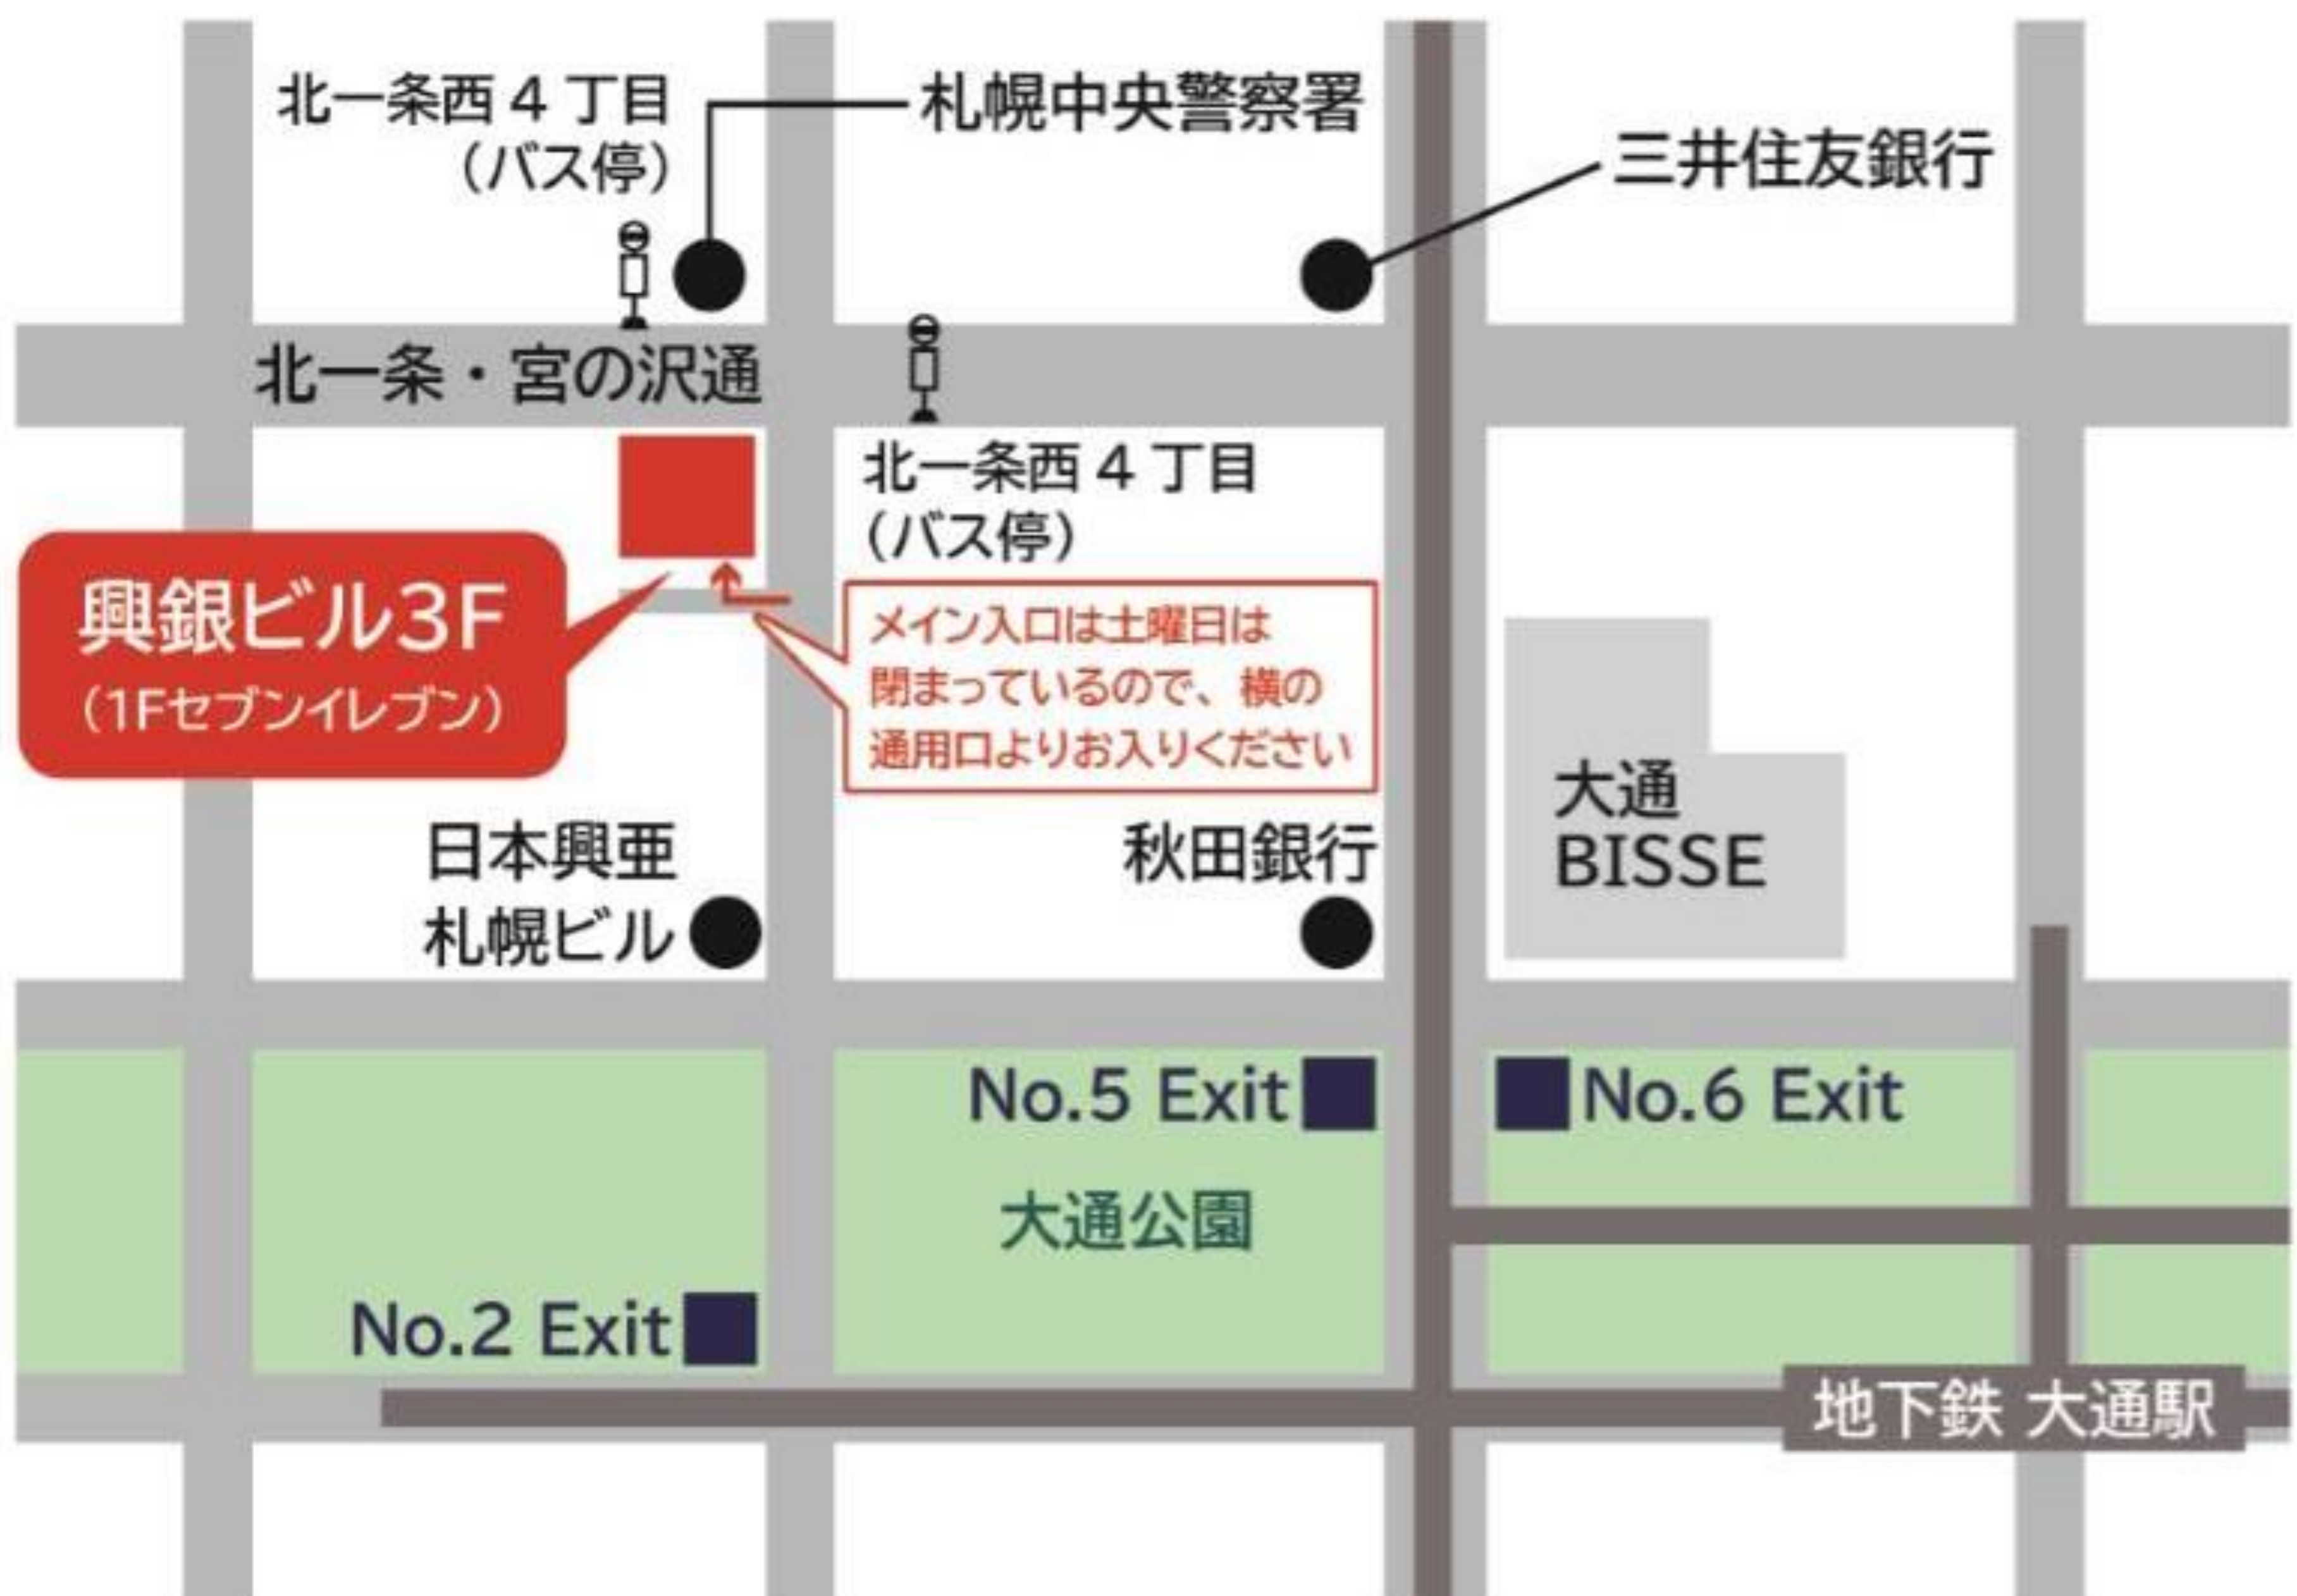 北一条西4丁目
（バス停）
札幌中央警察署
三井住友銀行
北一条・宮の沢通
北一条西4丁目
（バス停）
興銀ビル3F
（1Fセブンイレブン）
メイン入口は土曜日は
閉まっているので、横の
通用口よりお入りください
大通
BISSE
日本興亜
札幌ビル
秋田銀行
No.5 Exit
No.6 Exit
大通公園
No.2 Exit
地下鉄 大通駅